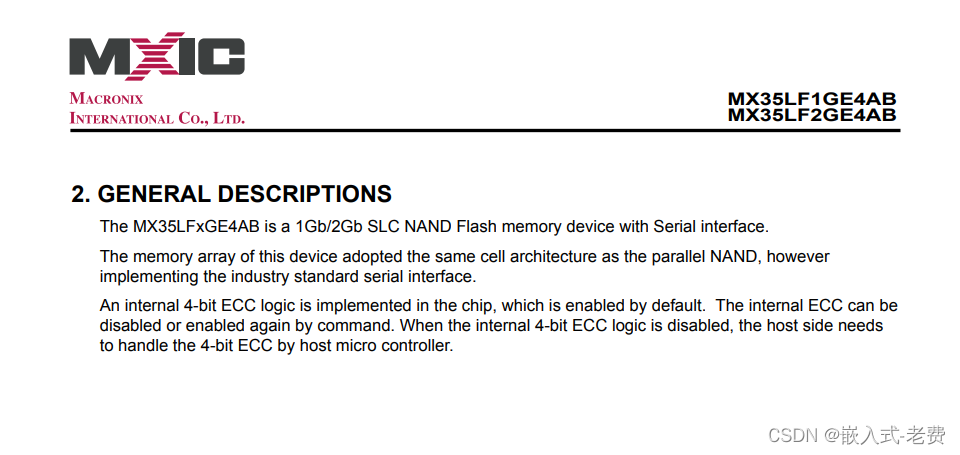 MXIC
MACRONIX
INTERNATIONAL CO., LTD.
MX35LF1GE4AB
MX35LF2GE4AB
2. GENERAL DESCRIPTIONS
The MX35LFxGE4AB is a 1Gb/2Gb SLC NAND Flash memory device with Serial interface.
The memory array of this device adopted the same cell architecture as the parallel NAND, however
implementing the industry standard serial interface.
An internal 4-bit ECC logic is implemented in the chip, which is enabled by default.  The internal ECC can be
disabled or enabled again by command. When the internal 4-bit ECC logic is disabled, the host side needs
to handle the 4-bit ECC by host micro controller.
CSDN @嵌入式-老费